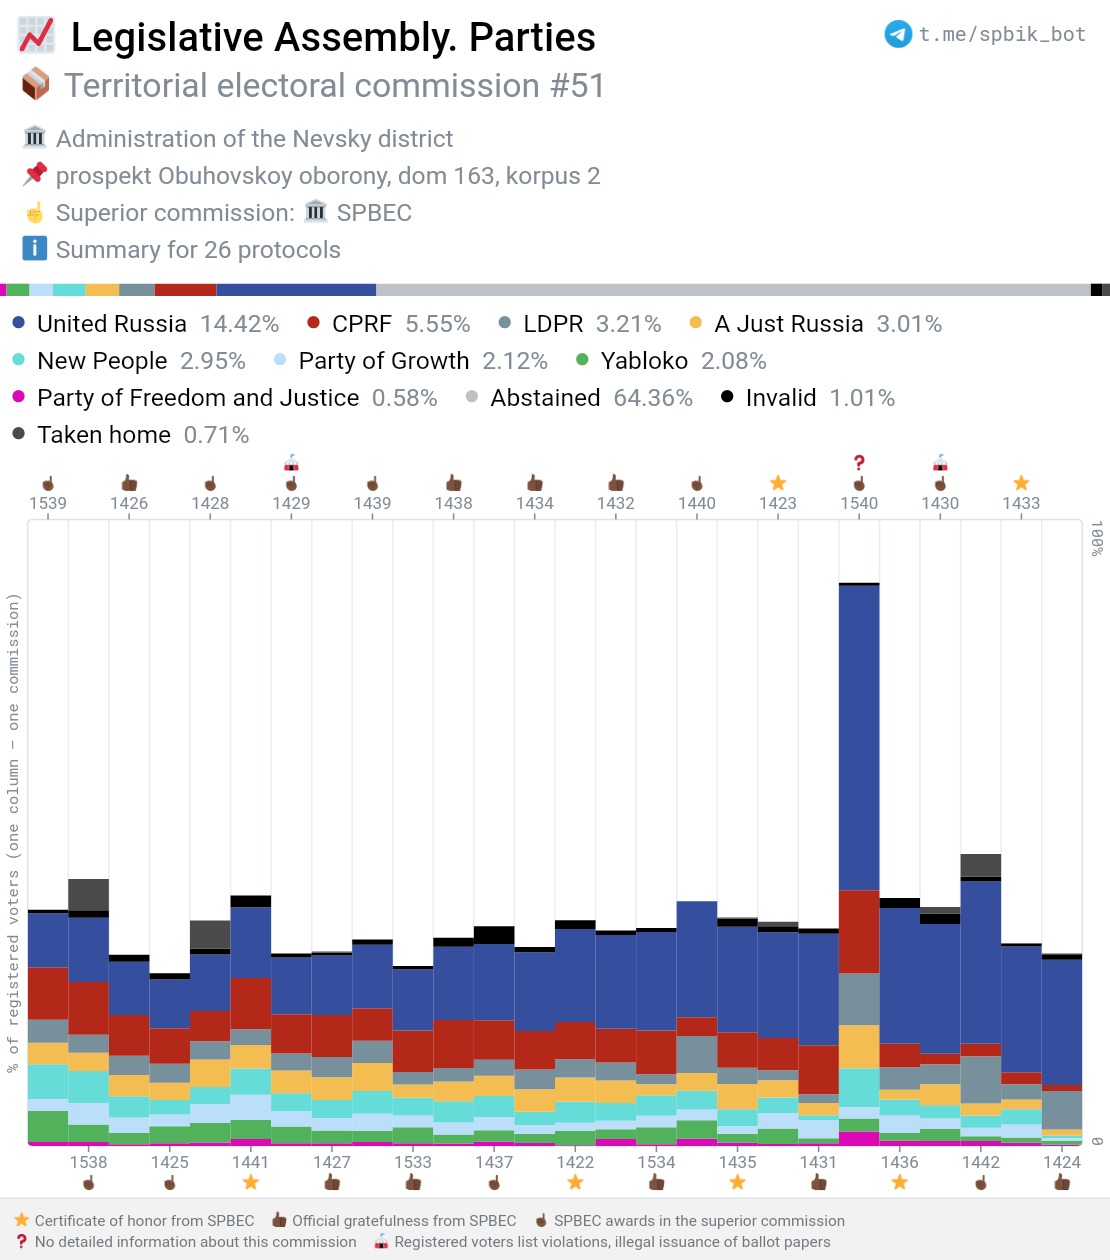 Legislative Assembly. Parties
t.me/spbik_bot
Territorial electoral commission #51
Administration of the Nevsky district
prospekt Obuhovskoy oborony, dom 163, korpus 2
Superior commission: SPBEC
Summary for 26 protocols
United Russia 14.42% CPRF 5.55% LDPR 3.21% A Just Russia 3.01%
New People 2.95% Party of Growth 2.12% Yabloko 2.08%
Party of Freedom and Justice 0.58% Abstained 64.36% Invalid 1.01%
Taken home 0.71%
1539 1426 1428 1429 1439 1438 1434 1432 1440 1423 1540 1430 1433
100%
% of registered voters (one column – one commission)
0
1538 1425 1441 1427 1533 1437 1422 1534 1435 1431 1436 1442 1424
Certificate of honor from SPBEC Official gratefulness from SPBEC SPBEC awards in the superior commission
No detailed information about this commission Registered voters list violations, illegal issuance of ballot papers